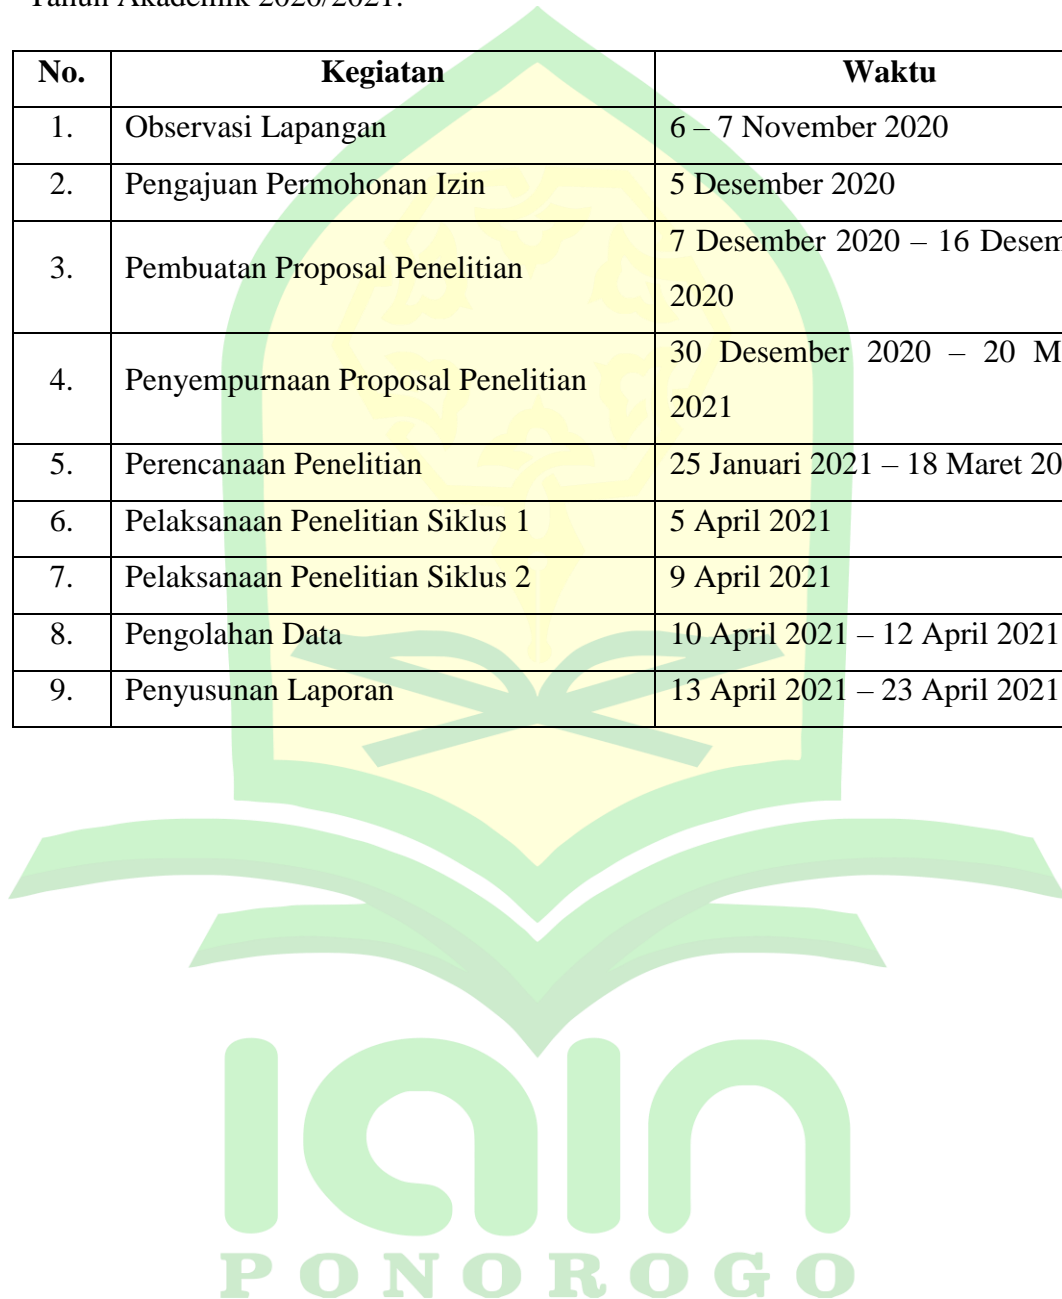 Tahun Akademik 2020/2021.
No. Kegiatan Waktu
1. Observasi Lapangan 6 – 7 November 2020
2. Pengajuan Permohonan Izin 5 Desember 2020
3. Pembuatan Proposal Penelitian 7 Desember 2020 – 16
2020
4. Penyempurnaan Proposal Penelitian 30 Desember 2020 – 20
2021
5. Perencanaan Penelitian 25 Januari 2021 – 18 Maret
6. Pelaksanaan Penelitian Siklus 1 5 April 2021
7. Pelaksanaan Penelitian Siklus 2 9 April 2021
8. Pengolahan Data 10 April 2021 – 12 April 2021
9. Penyusunan Laporan 13 April 2021 – 23 April 2021
iain
PONOROGO